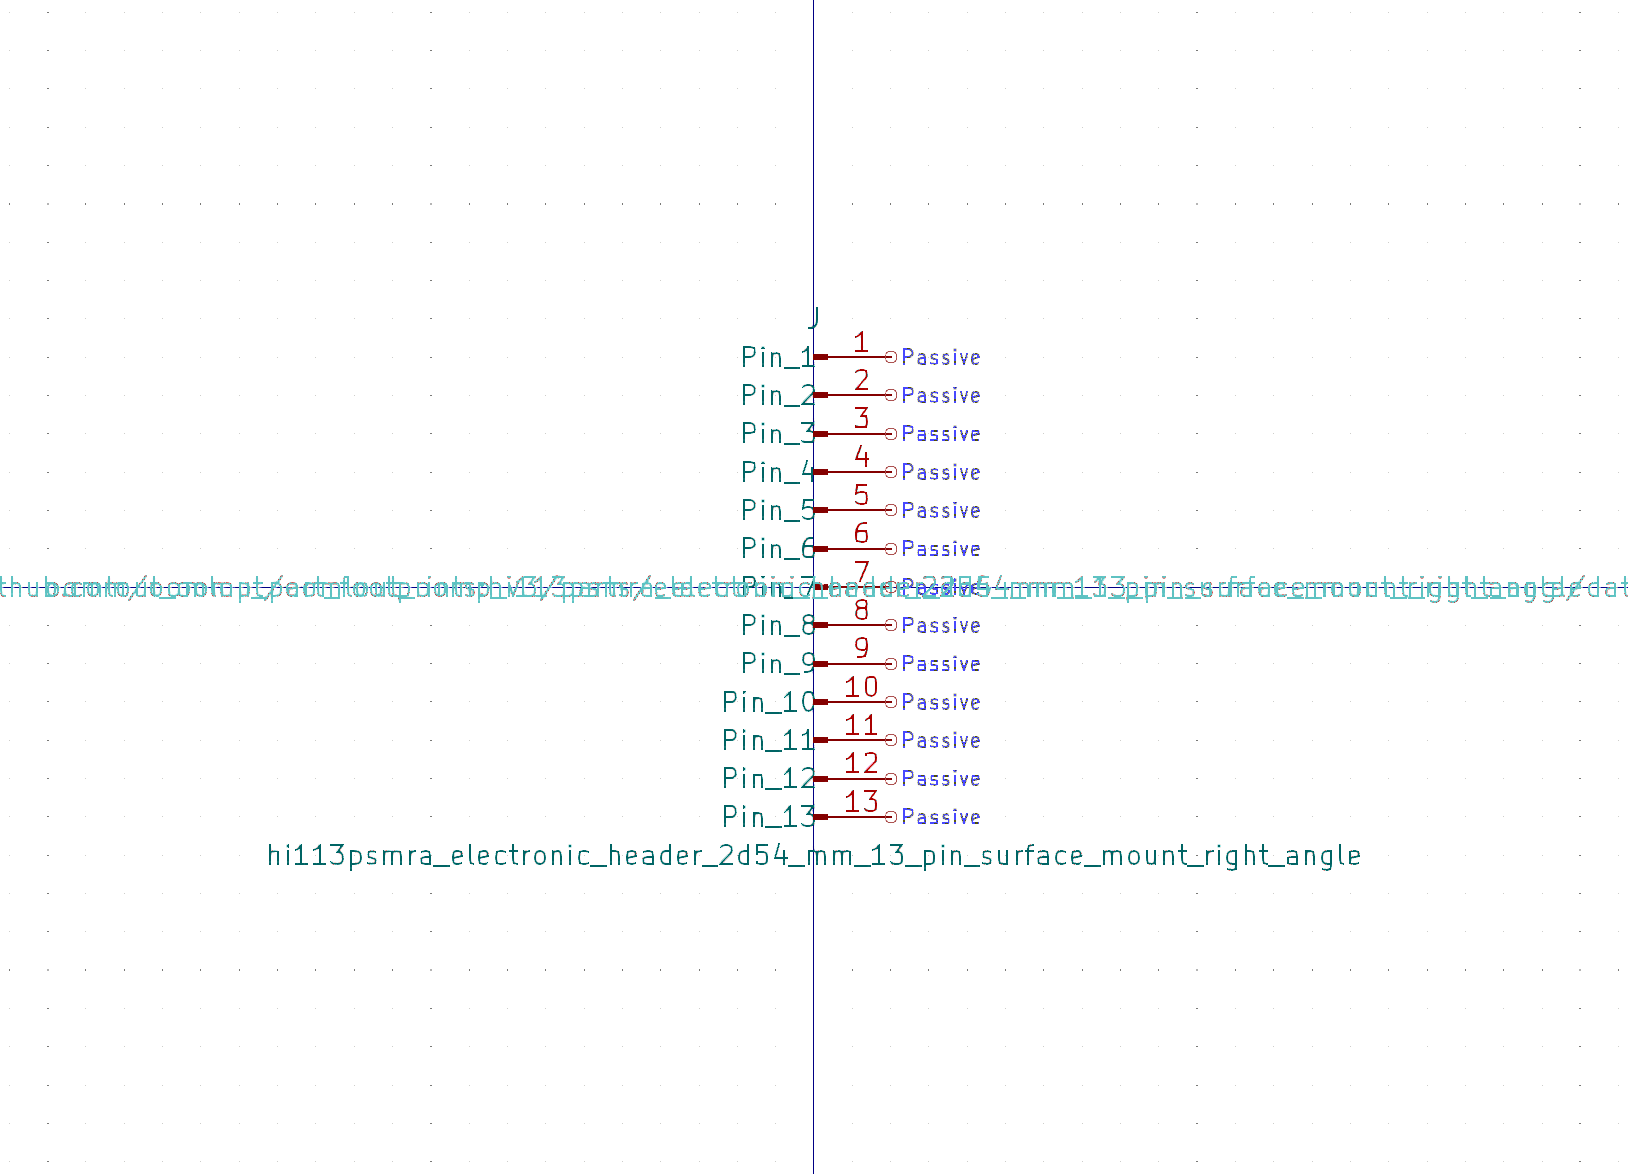 J
Pin_1 1 Passive
Pin_2 2 Passive
Pin_3 3 Passive
Pin_4 4 Passive
Pin_5 5 Passive
Pin_6 6 Passive
Pin_7 7 Passive
Pin_8 8 Passive
Pin_9 9 Passive
Pin_10 10 Passive
Pin_11 11 Passive
Pin_12 12 Passive
Pin_13 13 Passive
hi113psmra_electronic_header_2d54_mm_13_pin_surface_mount_right_angle